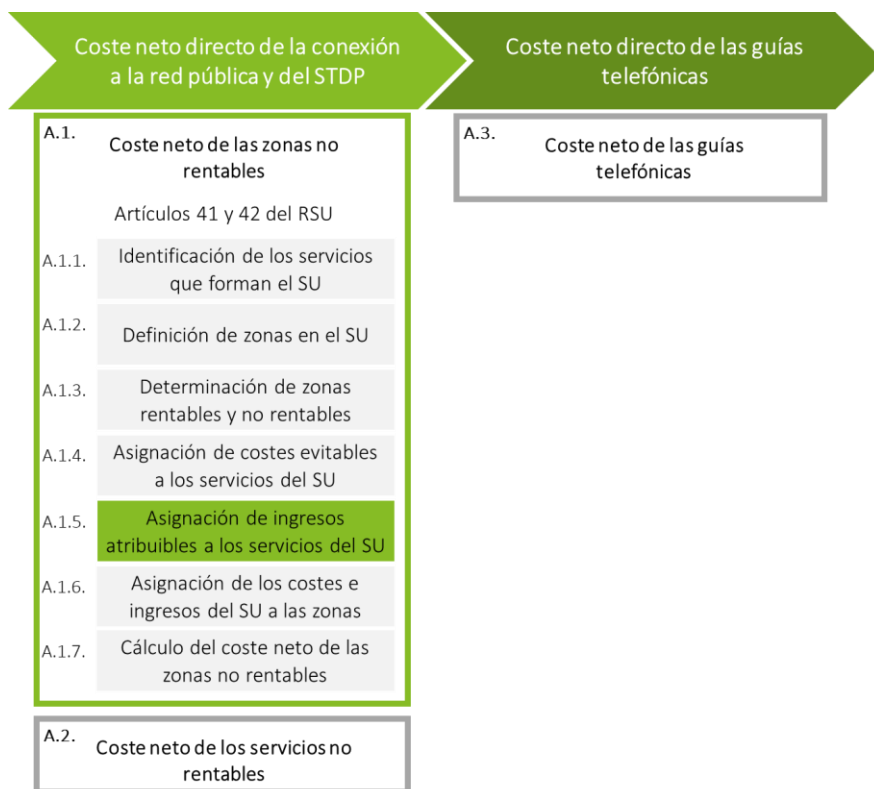 Coste neto directo de la conexión
a la red pública y del STDP
Coste neto directo de las guías
telefónicas
A.1.
Coste neto de las zonas no
rentables
Artículos 41 y 42 del RSU
A.1.1.
Identificación de los servicios
que forman el SU
A.1.2.
Definición de zonas en el SU
A.1.3.
Determinación de zonas
rentables y no rentables
A.1.4.
Asignación de costes evitables
a los servicios del SU
A.1.5.
Asignación de ingresos
atribuibles a los servicios del SU
A.1.6.
Asignación de los costes e
ingresos del SU a las zonas
A.1.7.
Cálculo del coste neto de las
zonas no rentables
A.2.
Coste neto de los servicios no
rentables
A.3.
Coste neto de las guías
telefónicas